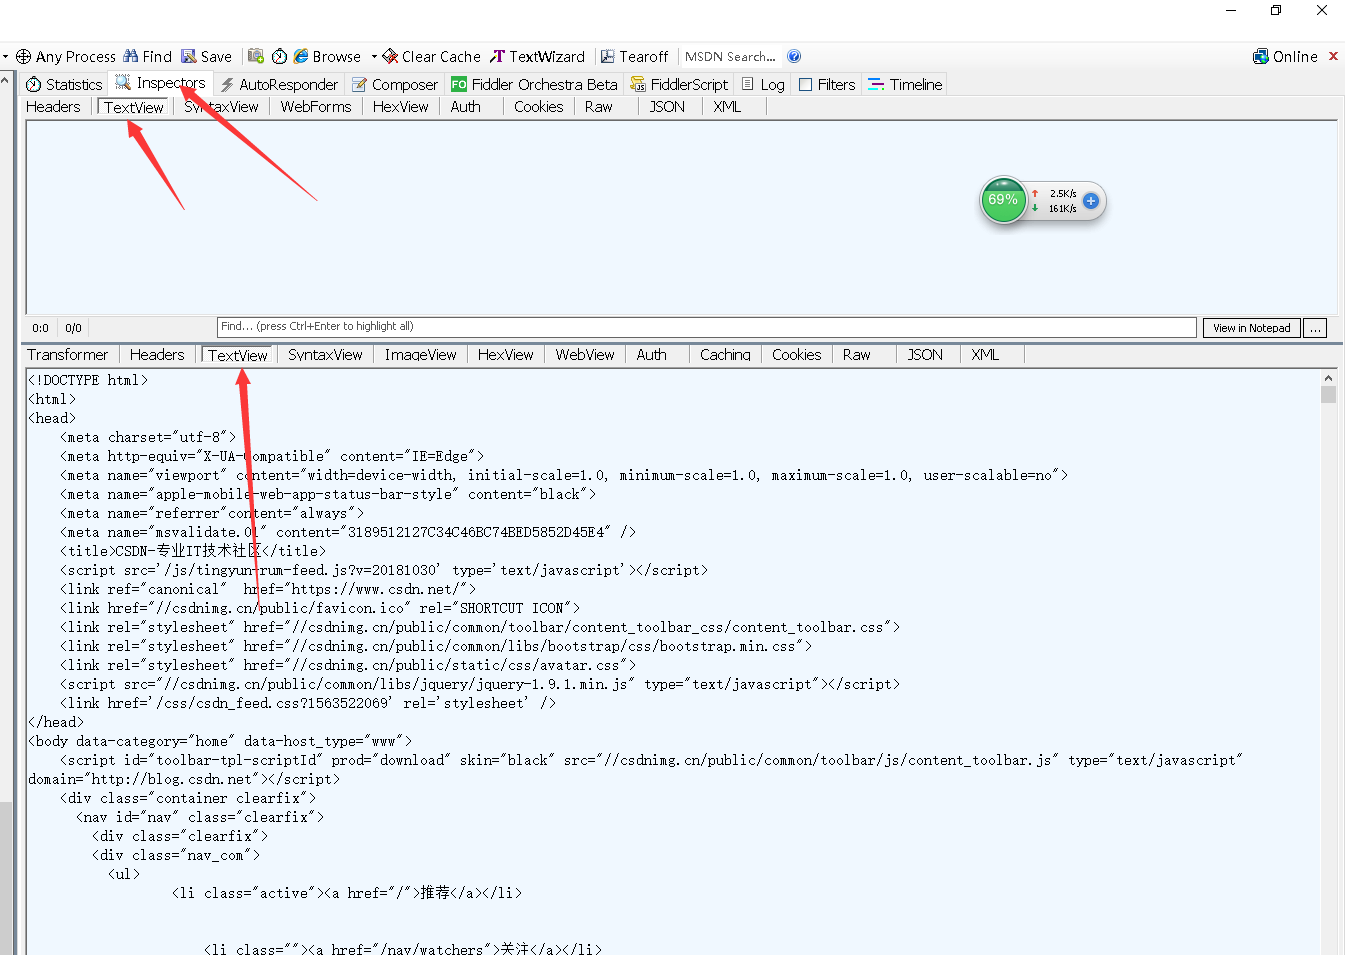 Any Process Find Save Browse Clear Cache TextWizard Tearoff MSDN Search... Online
Statistics Inspectors AutoResponder Composer FO Fiddler Orchestra Beta FiddlerScript Log Filters Timeline
Headers TextView SyntaxView WebForms HexView Auth Cookies Raw JSON XML
69% 2.5K/s
161K/s
0:0 0/0 Find... (press Ctrl+Enter to highlight all) View in Notepad ...
Transformer Headers TextView SyntaxView ImageView HexView WebView Auth Caching Cookies Raw JSON XML
<!DOCTYPE html>
<html>
<head>
<meta charset="utf-8">
<meta http-equiv="X-UA-Compatible" content="IE=Edge">
<meta name="viewport" content="width=device-width, initial-scale=1.0, minimum-scale=1.0, maximum-scale=1.0, user-scalable=no">
<meta name="apple-mobile-web-app-status-bar-style" content="black">
<meta name="referrer"content="always">
<meta name="msvalidate.01" content="3189512127C34C46BC74BED5852D45E4" />
<title>CSDN-专业IT技术社区</title>
<script src='/js/tingyun-rum-feed.js?v=20181030' type='text/javascript'></script>
<link ref="canonical"  href="https://www.csdn.net/">
<link href="//csdnimg.cn/public/favicon.ico" rel="SHORTCUT ICON">
<link rel="stylesheet" href="//csdnimg.cn/public/common/toolbar/content_toolbar_css/content_toolbar.css">
<link rel="stylesheet" href="//csdnimg.cn/public/common/libs/bootstrap/css/bootstrap.min.css">
<link rel="stylesheet" href="//csdnimg.cn/public/static/css/avatar.css">
<script src="//csdnimg.cn/public/common/libs/jquery/jquery-1.9.1.min.js" type="text/javascript"></script>
<link href='/css/csdn_feed.css?1563522069' rel='stylesheet' />
</head>
<body data-category="home" data-host_type="www">
<script id="toolbar-tpl-scriptId" prod="download" skin="black" src="//csdnimg.cn/public/common/toolbar/js/content_toolbar.js" type="text/javascript"
domain="http://blog.csdn.net"></script>
<div class="container clearfix">
<nav id="nav" class="clearfix">
<div class="clearfix">
<div class="nav_com">
<ul>
<li class="active"><a href="/">推荐</a></li>
<li class=""><a href="/nav/watchers">关注</a></li>